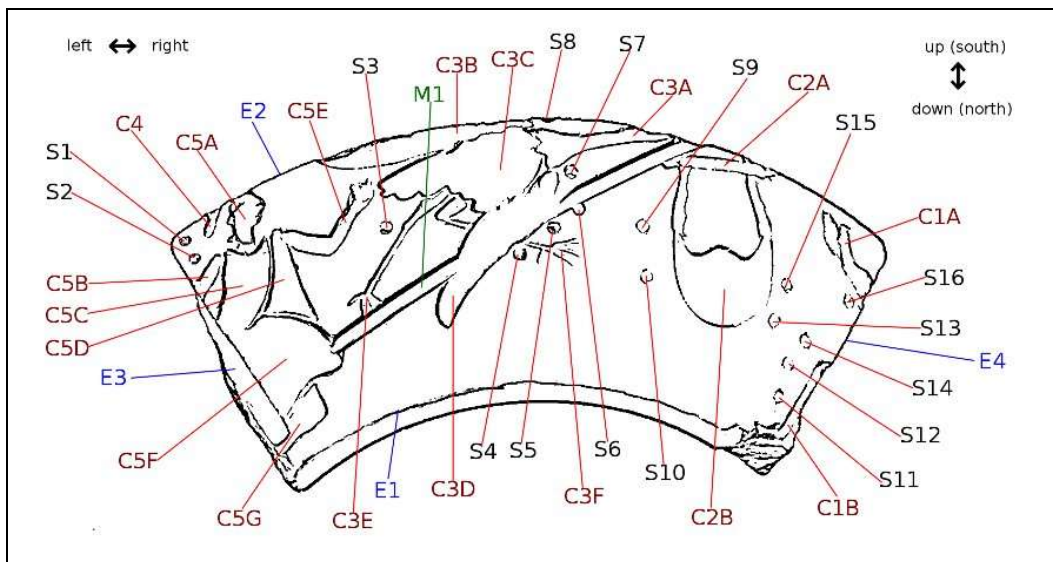 left ↔ right
up (south)
↕
down (north)
S8
S7
S3
C3B
C3C
S9
M1
C3A
C2A
E2
C5E
C4
C5A
S15
S1
S2
C1A
C5B
S16
C5C
S13
C5D
E4
E3
S14
S12
C5F
S4
S5
S6
S10
S11
E1
C3D
C3F
C2B
C1B
C5G
C3E